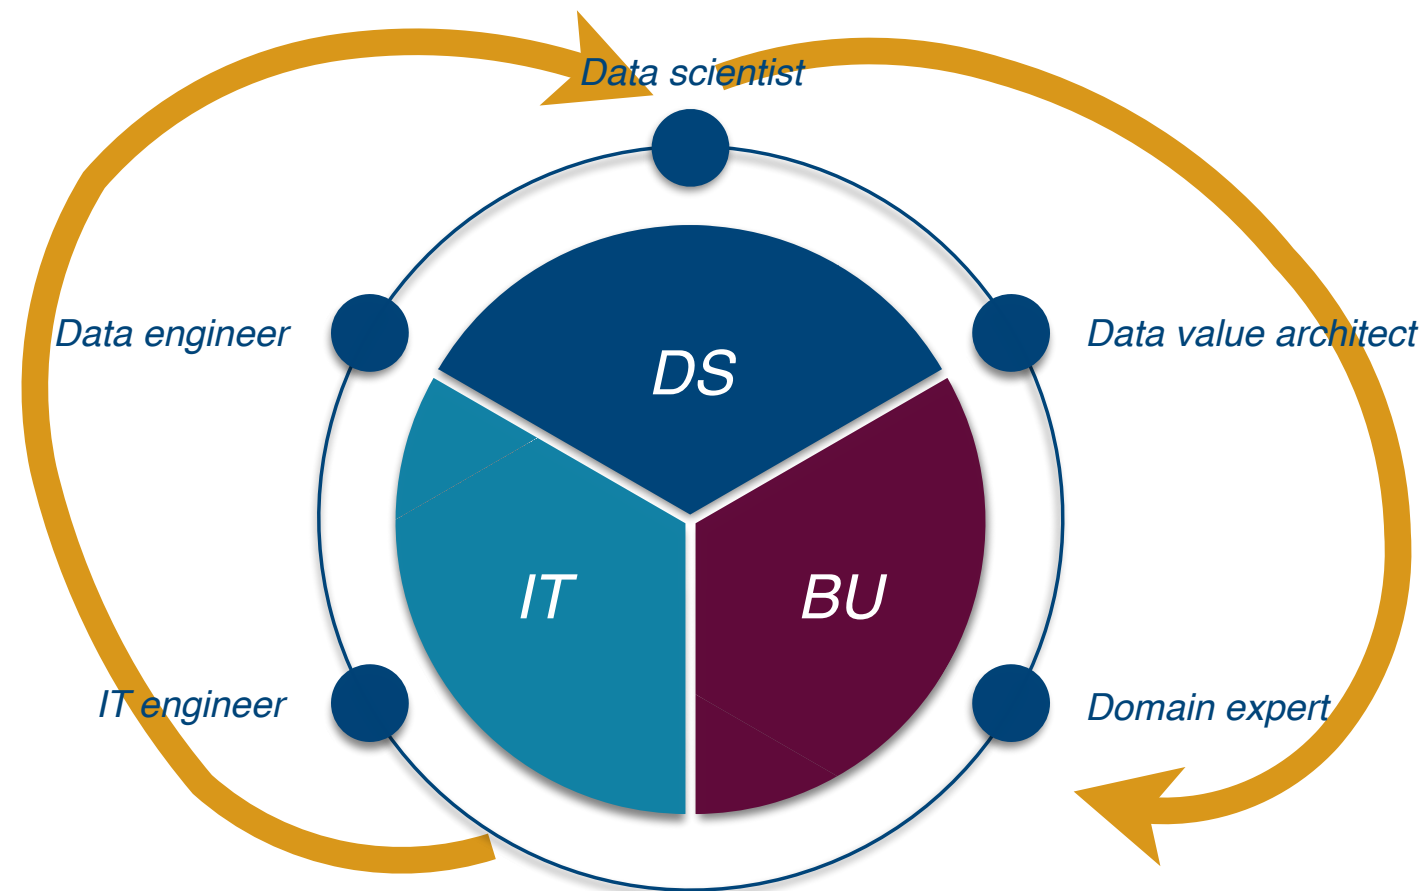 Data scientist
Data engineer
Data value architect
DS
IT
BU
IT engineer
Domain expert